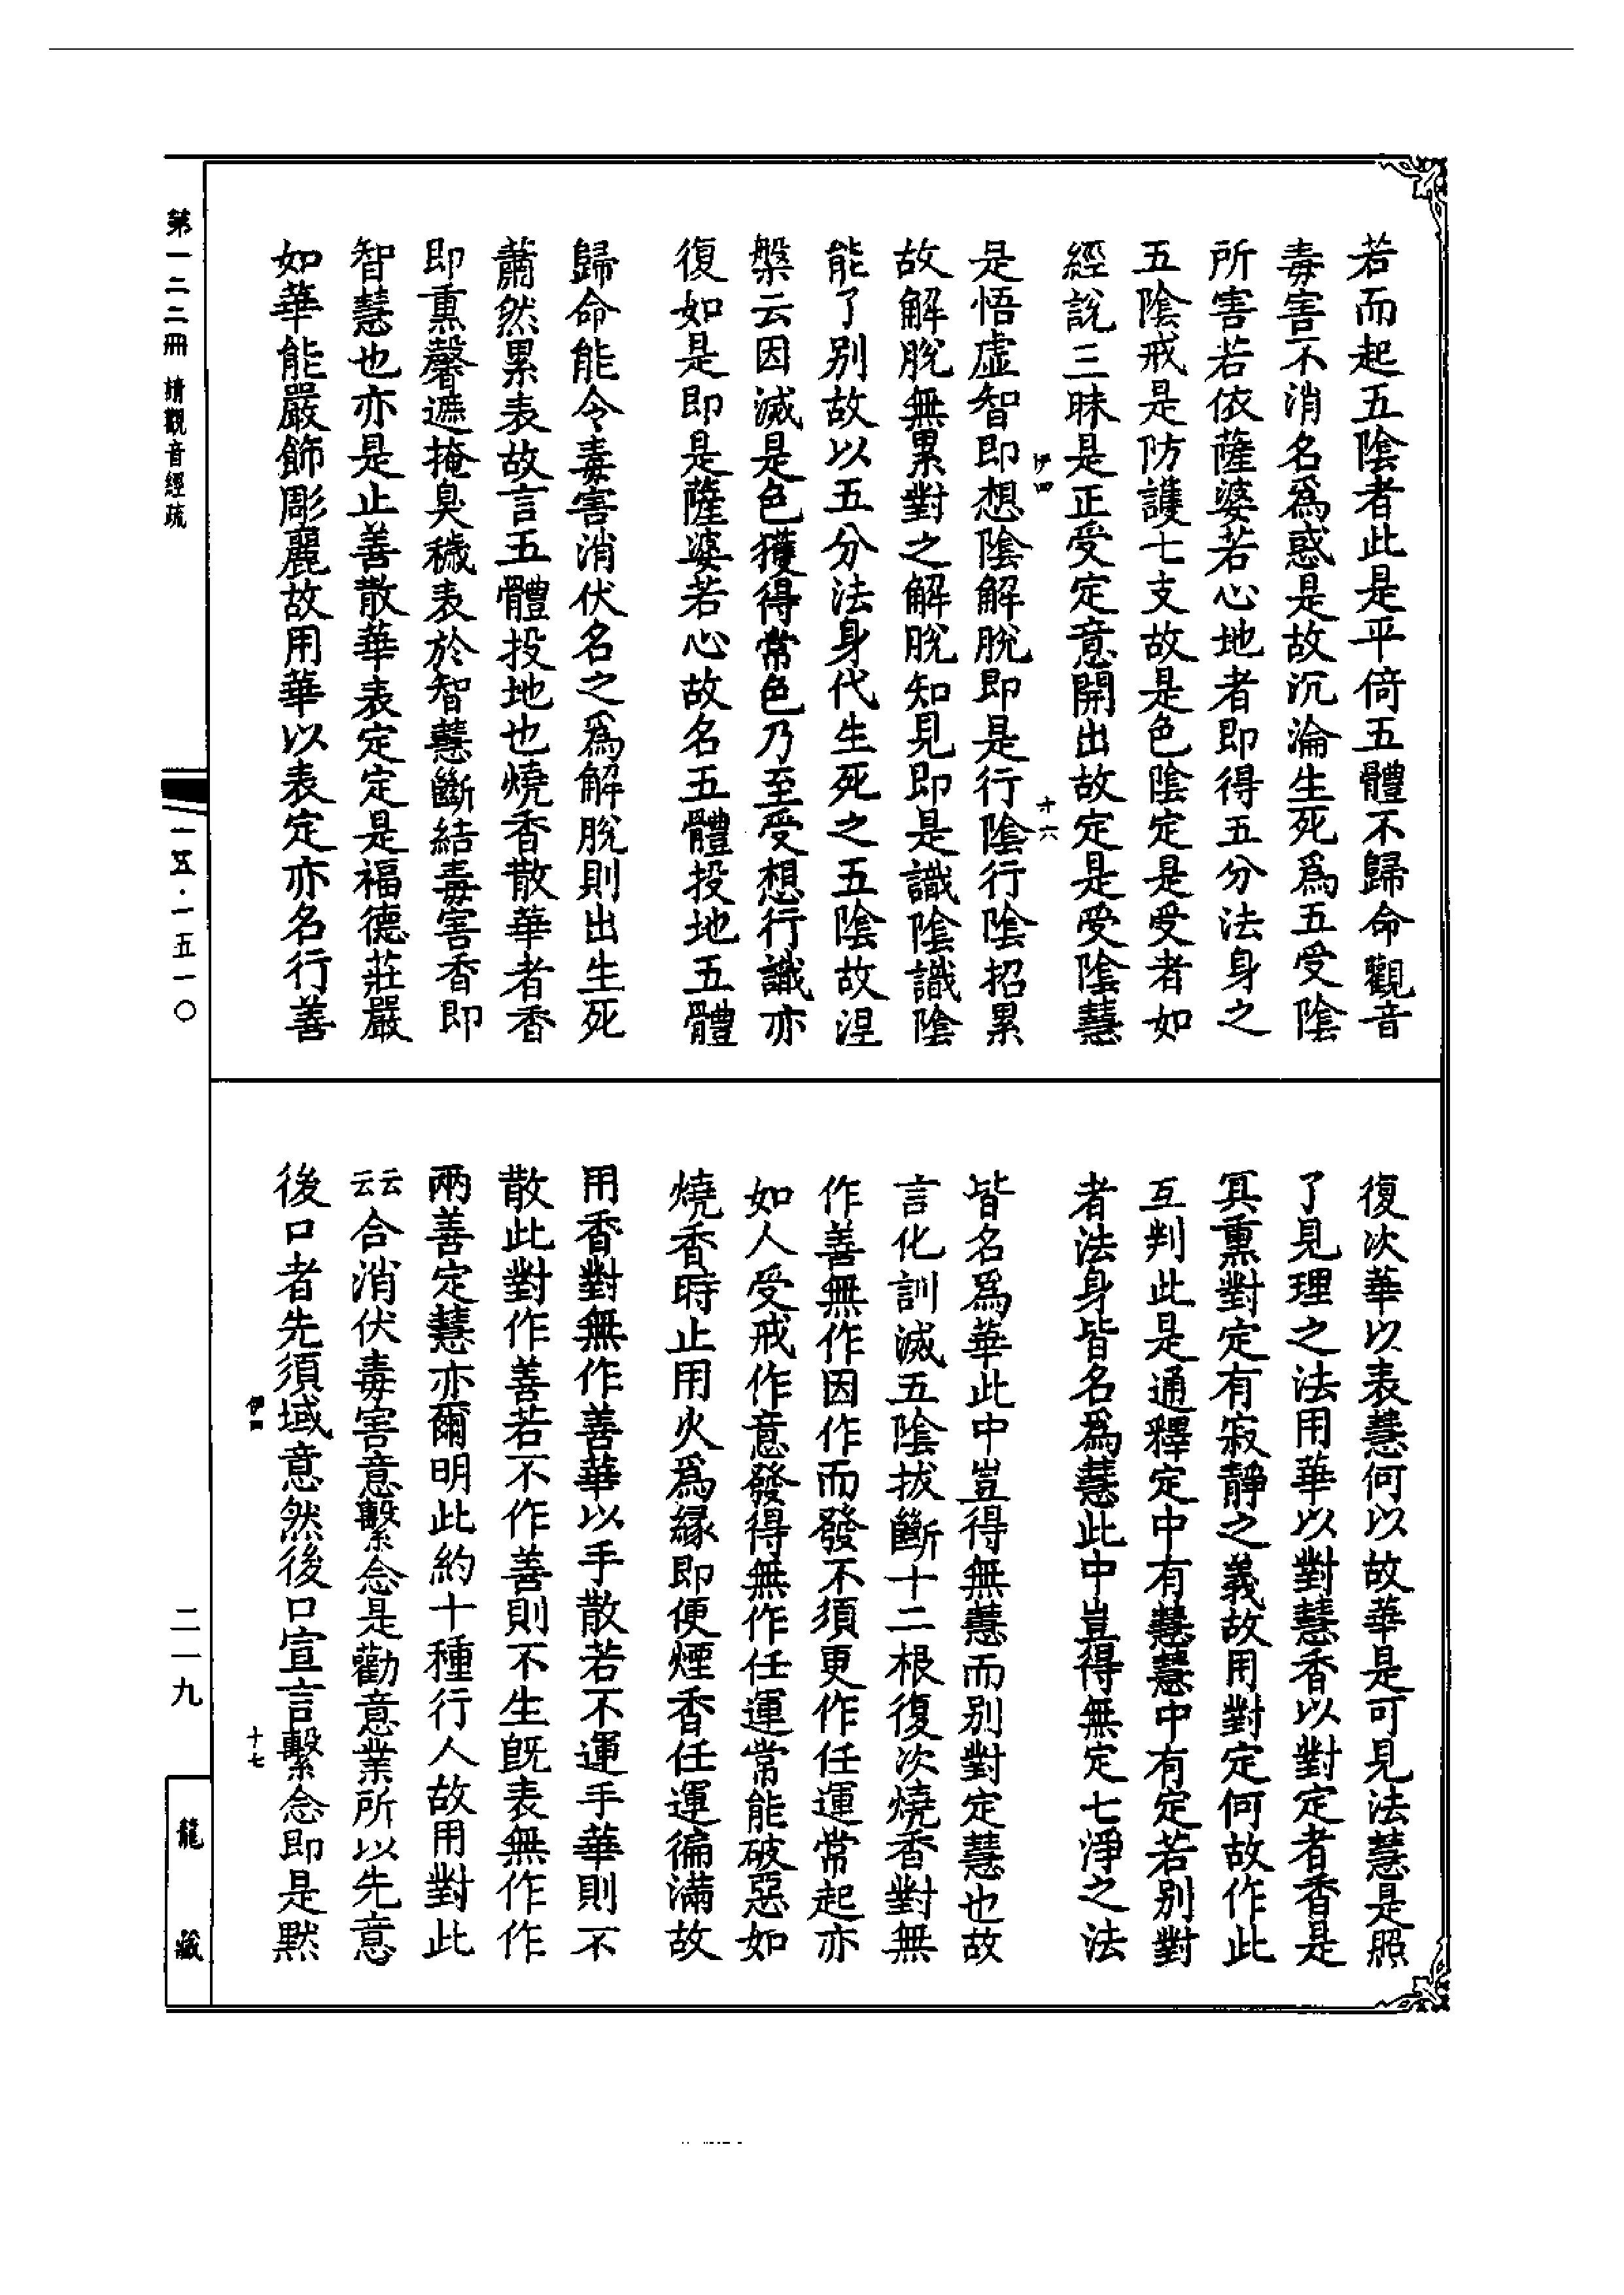 若而起五陰者此是平倚五體不歸命觀音
毒害不消名爲惑是故沉淪生死爲五受陰
所害若依薩婆若心地者即得五分法身之
五陰戒是防護七支故是色陰定是受者如
經說三昧是正受定意開出故定是受陰慧
伊四
十六
是悟虛智即想陰解脫即是行陰行陰招累
故解脫無累對之解脫知見即是識陰識陰
能了別故以五分法身代生死之五陰故涅
槃云因滅是色獲得常色乃至受想行識亦
復如是即是薩婆若心故名五體投地五體
歸命能令毒害消伏名之爲解脫則出生死
蕭然累表故言五體投地也燒香散華者香
即熏馨遮掩臭穢表於智慧斷結毒害香即
智慧也亦是止善散華表定定是福德莊嚴
如華能嚴飾彫麗故用華以表定亦名行善
復次華以表慧何以故華是可見法慧是照
了見理之法用華以對慧香以對定者香是
冥熏對定有寂靜之義故用對定何故作此
互判此是通釋定中有慧慧中有定若別對
者法身皆名爲慧此中豈得無定七淨之法
皆名爲華此中豈得無慧而別對定慧也故
言化訓滅五陰拔斷十二根復次燒香對無
作善無作因作而發不須更作任運常起亦
如人受戒作意發得無作任運常能破惡如
燒香時止用火爲緣即便煙香任運徧滿故
用香對無作善華以手散若不運手華則不
散此對作善若不作善則不生旣表無作作
兩善定慧亦爾明此約十種行人故用對此
云云合消伏毒害意繫念是勸意業所以先意
後口者先須域意然後口宣言繫念即是默
伊四
十七
第一二二冊 請觀音經疏
一五·一五一〇
二一九
龍藏